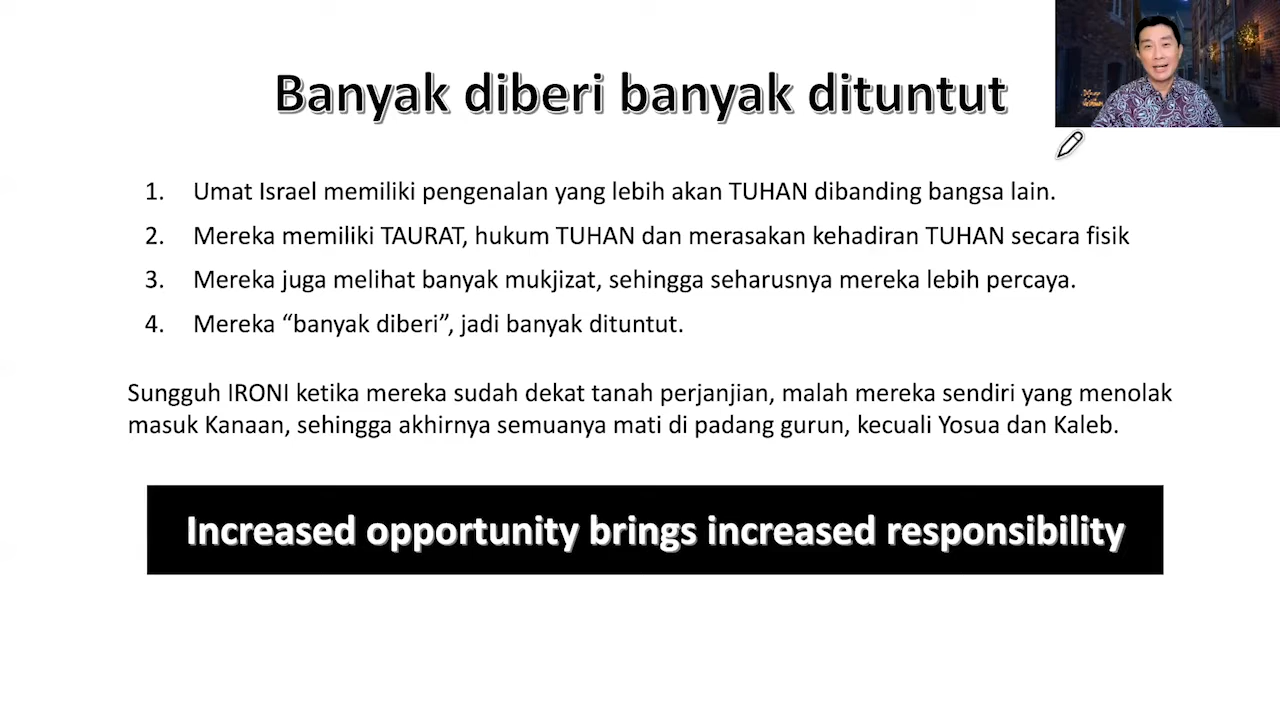 Banyak diberi banyak dituntut
1. Umat Israel memiliki pengenalan yang lebih akan TUHAN dibanding bangsa lain.
2. Mereka memiliki TAURAT, hukum TUHAN dan merasakan kehadiran TUHAN secara fisik
3. Mereka juga melihat banyak mukjizat, sehingga seharusnya mereka lebih percaya.
4. Mereka “banyak diberi”, jadi banyak dituntut.
Sungguh IRONI ketika mereka sudah dekat tanah perjanjian, malah mereka sendiri yang menolak
masuk Kanaan, sehingga akhirnya semuanya mati di padang gurun, kecuali Yosua dan Kaleb.
Increased opportunity brings increased responsibility